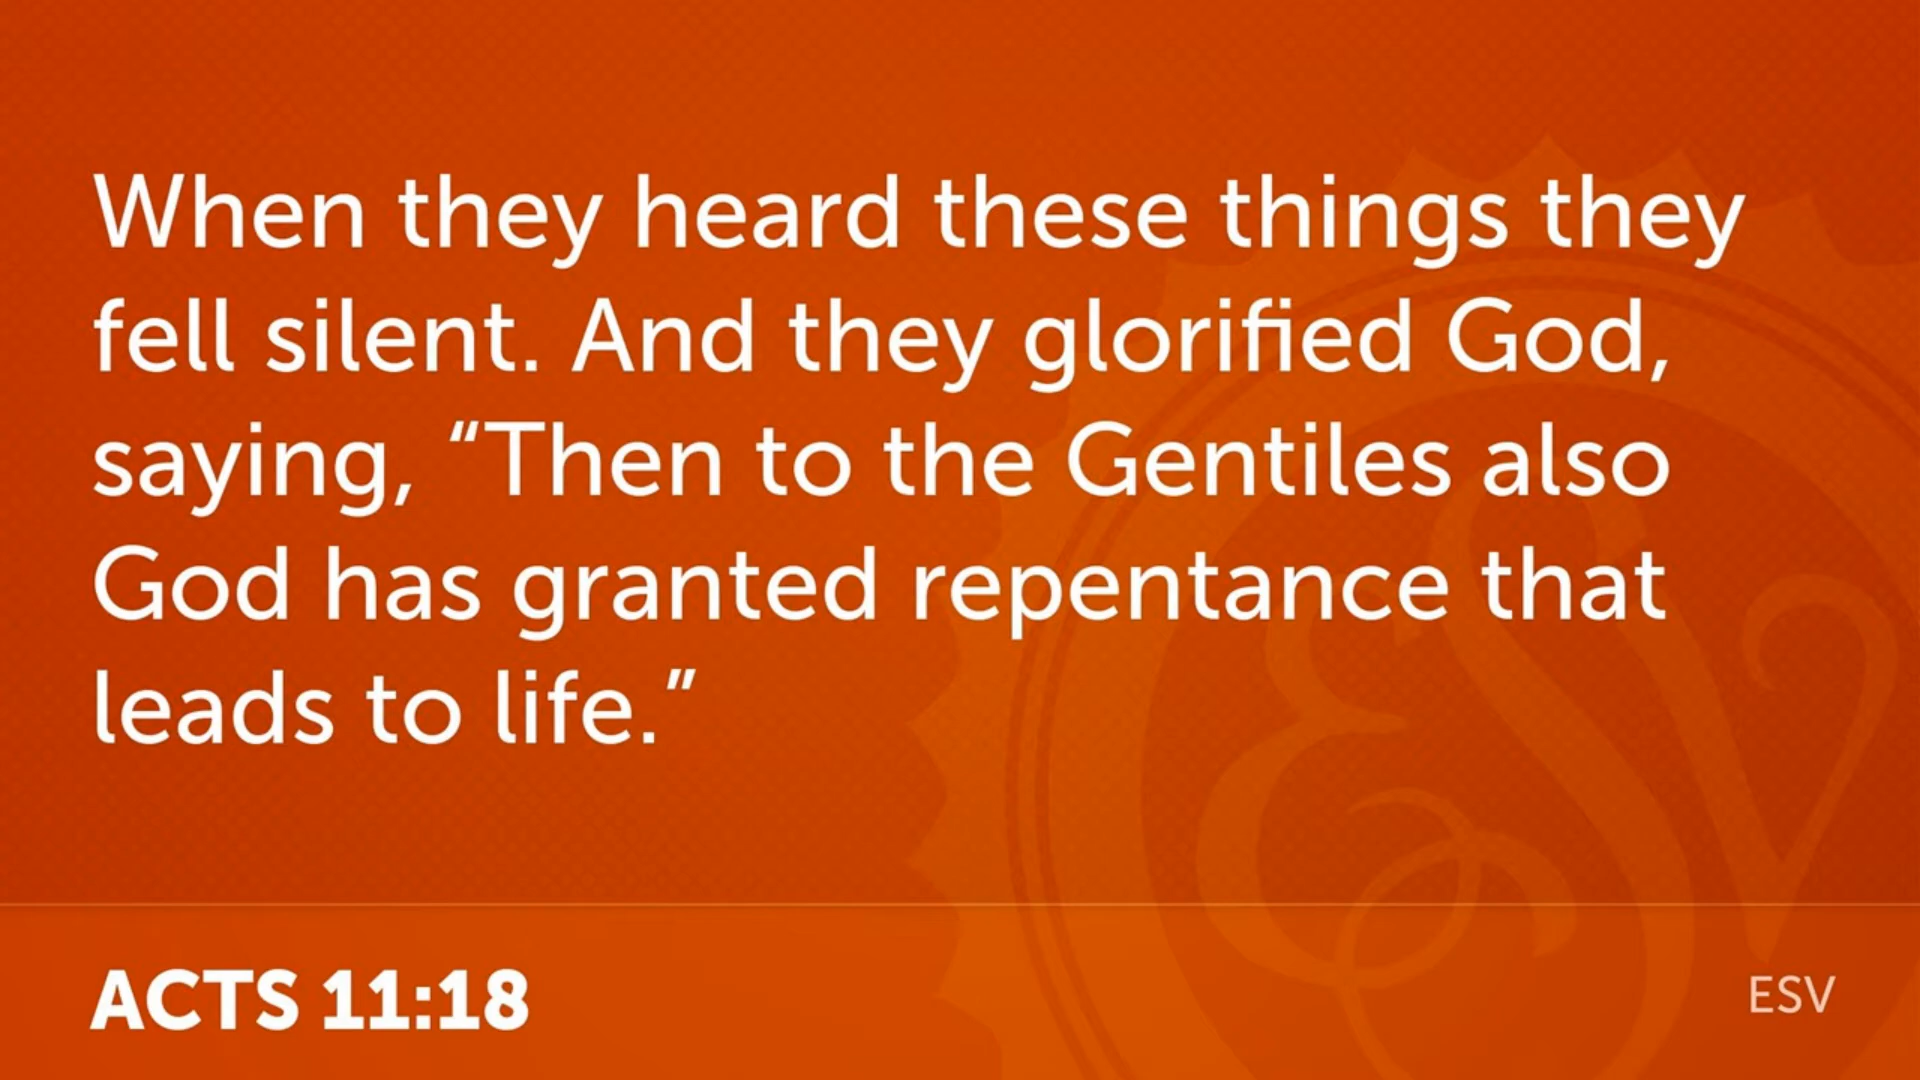 When they heard these things they
fell silent. And they glorified God,
saying, “Then to the Gentiles also
God has granted repentance that
leads to life.”
ACTS 11:18
ESV
ESV